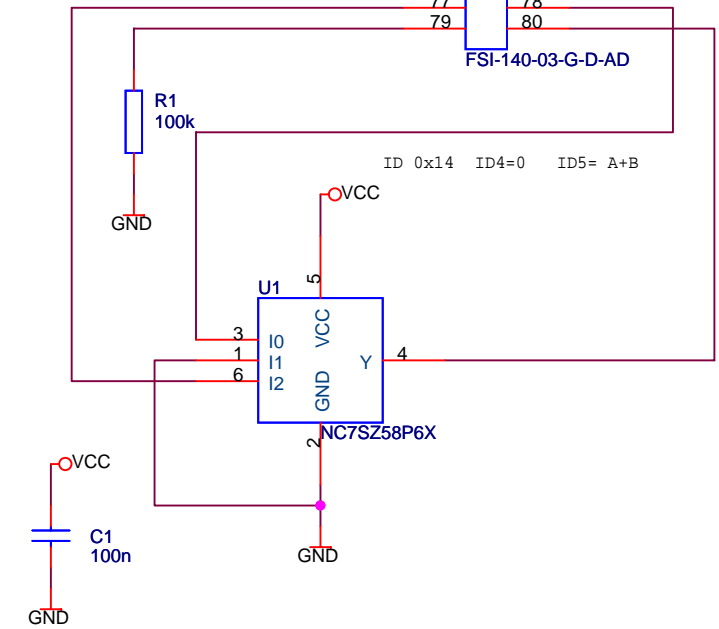 77 78
79 80
FSI-140-03-G-D-AD
R1
100k
ID 0x14 ID4=0 ID5= A+B
VCC
GND
5
U1
3 I0 VCC
1 I1 Y 4
6 I2 GND
2
NC7SZ58P6X
VCC
C1
100n
GND
GND